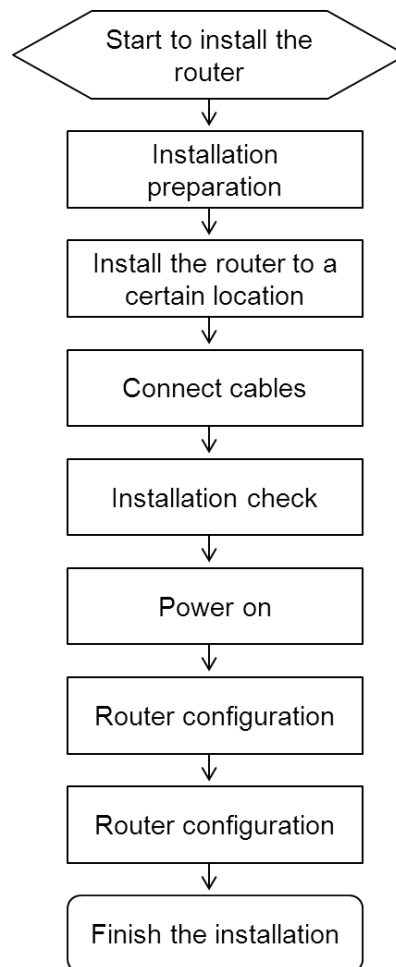 Start to install the
router
Installation
preparation
Install the router to a
certain location
Connect cables
Installation check
Power on
Router configuration
Router configuration
Finish the installation